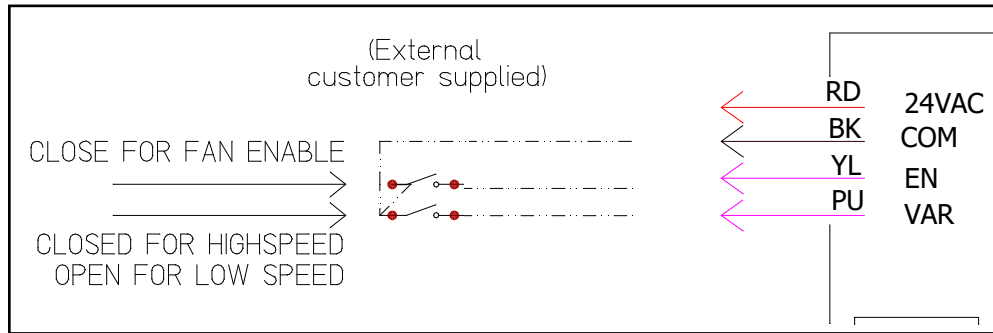 (External
customer supplied)
RD 24VAC
BK COM
CLOSE FOR FAN ENABLE
YL EN
PU VAR
CLOSED FOR HIGHSPEED
OPEN FOR LOW SPEED